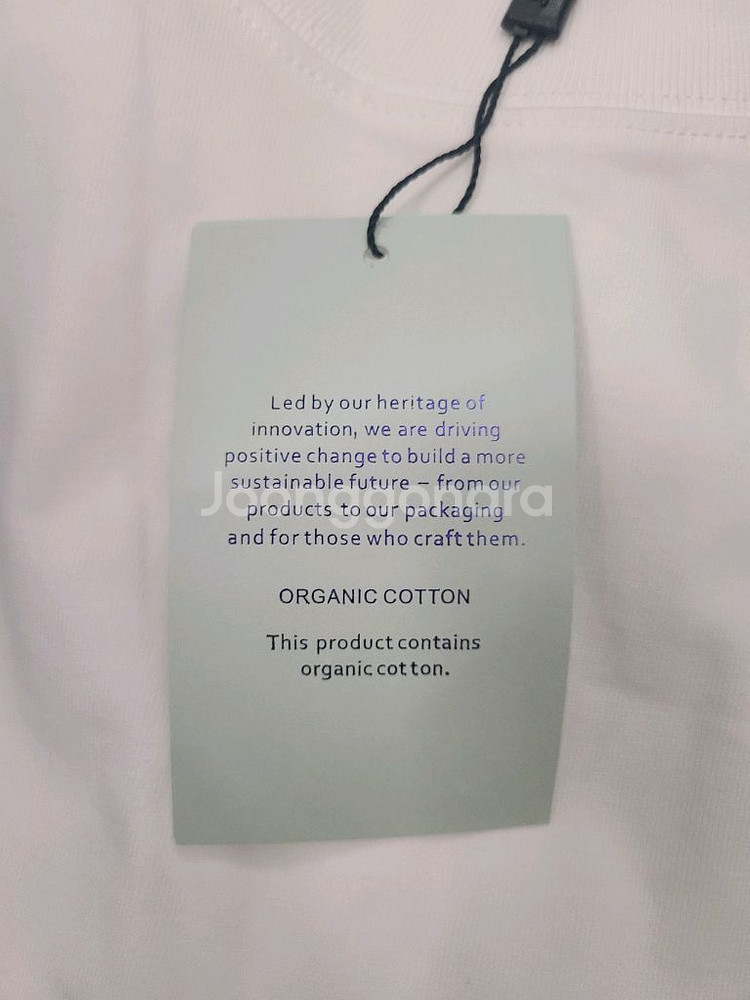 Led by our heritage of
innovation, we are driving
positive change to build a more
sustainable future – from our
Joonggonara
products to our packaging
and for those who craft them.
ORGANIC COTTON
This product contains
organic cotton.